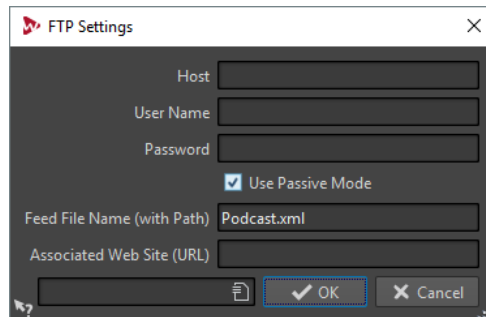 FTP Settings
Host
User Name
Password
Use Passive Mode
Feed File Name (with Path) Podcast.xml
Associated Web Site (URL)
? OK Cancel